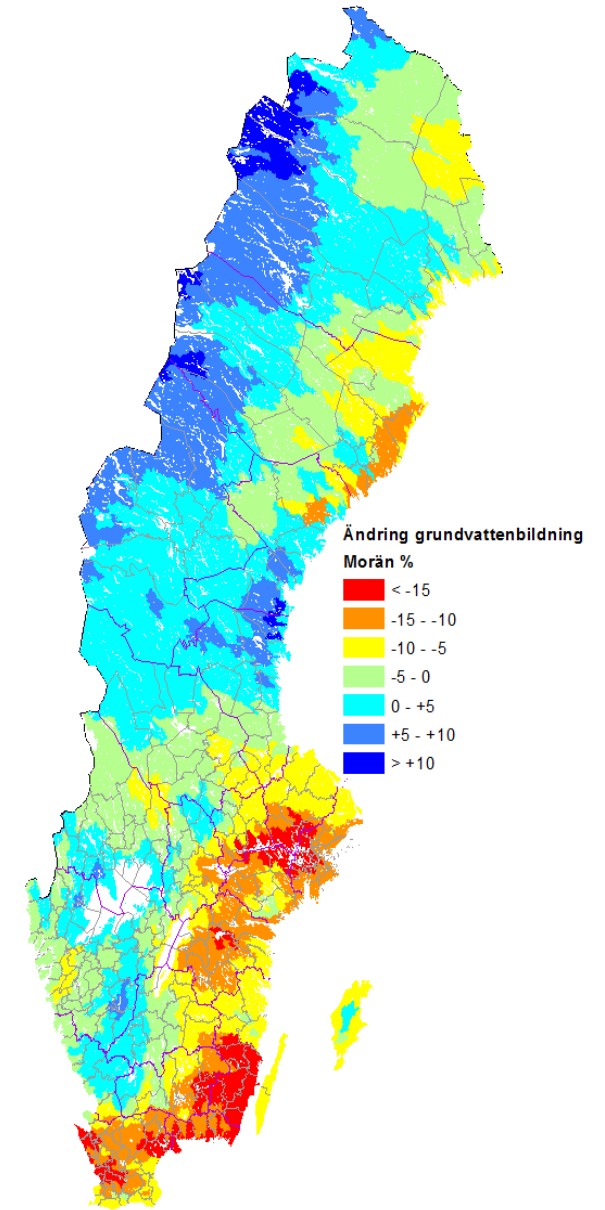 Ändring grundvattenbildning
Morän %
< -15
-15 - -10
-10 - -5
-5 - 0
0 - +5
+5 - +10
> +10